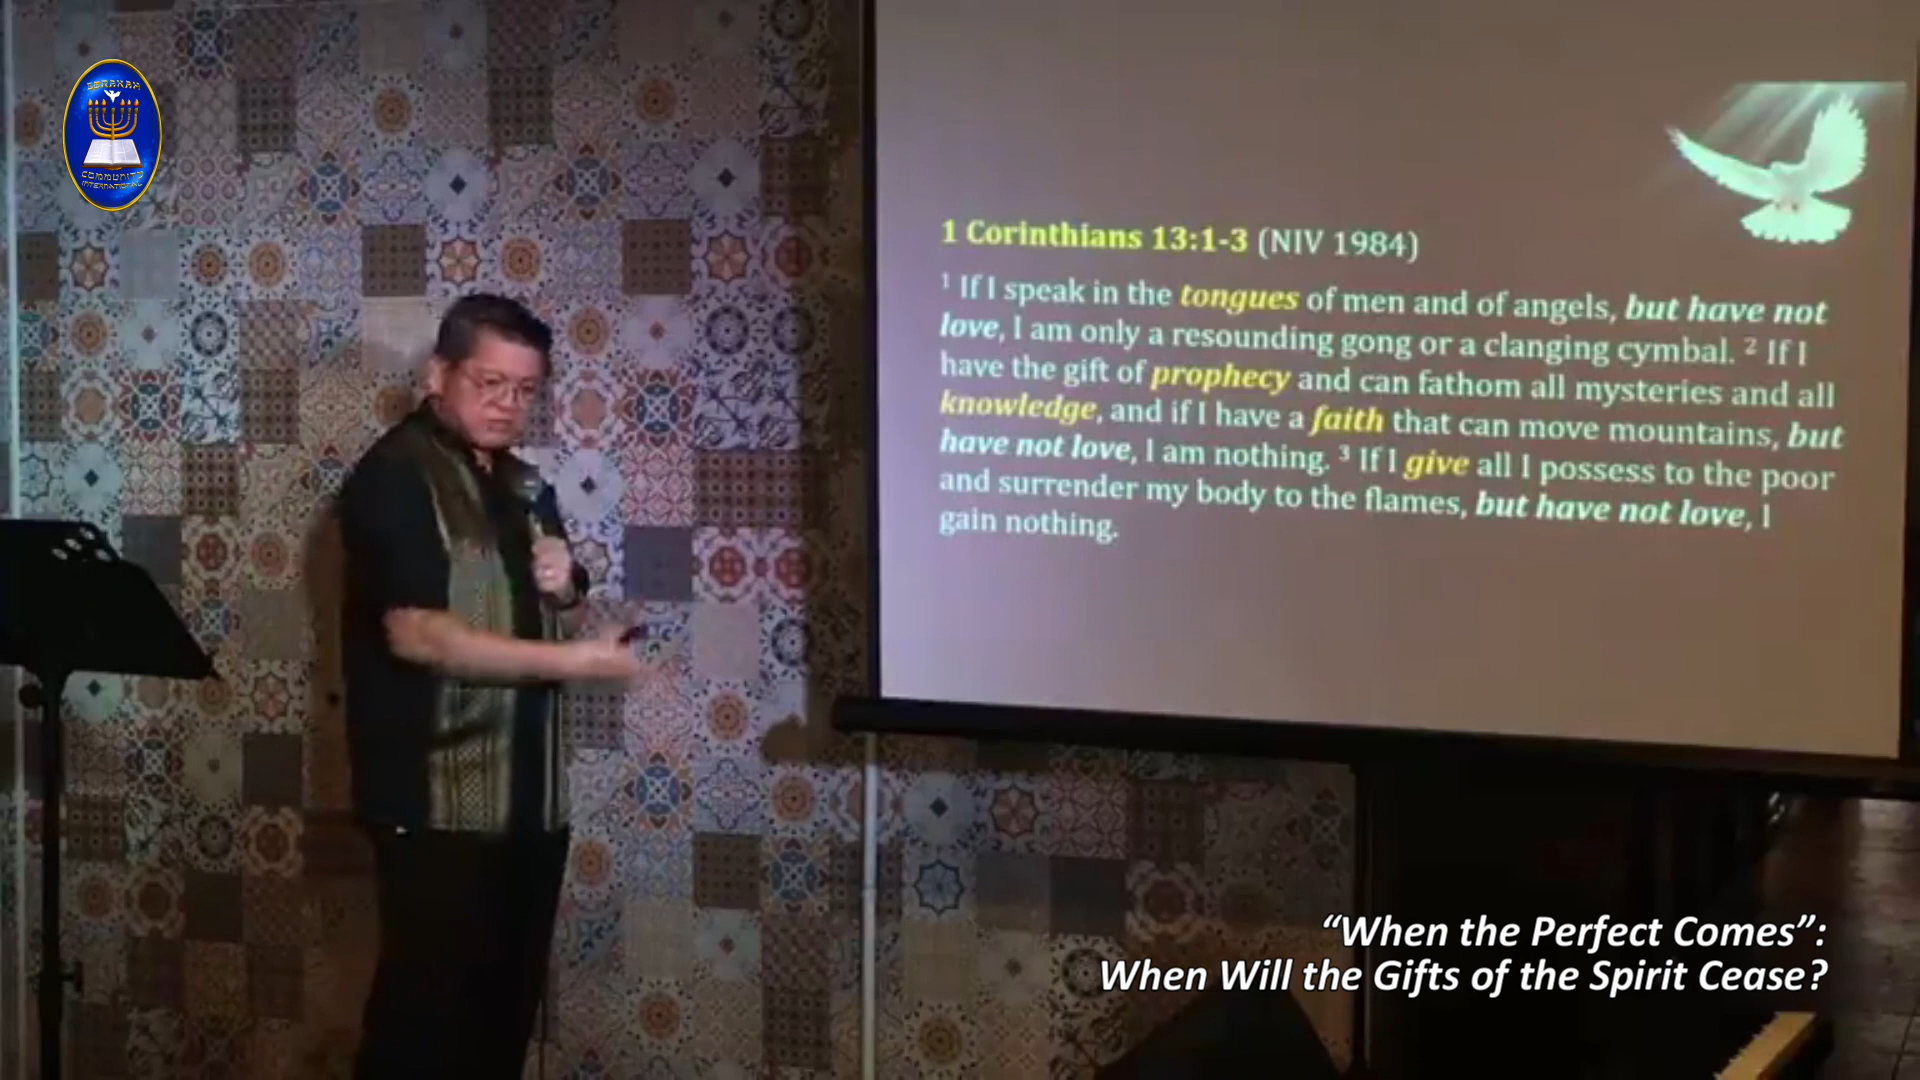 BERAKAH
COMMUNITY
INTERNATIONAL
1 Corinthians 13:1-3 (NIV 1984)
1 If I speak in the tongues of men and of angels, but have not
love, I am only a resounding gong or a clanging cymbal. 2 If I
have the gift of prophecy and can fathom all mysteries and all
knowledge, and if I have a faith that can move mountains, but
have not love, I am nothing. 3 If I give all I possess to the poor
and surrender my body to the flames, but have not love, I
gain nothing.
“When the Perfect Comes”:
When Will the Gifts of the Spirit Cease?